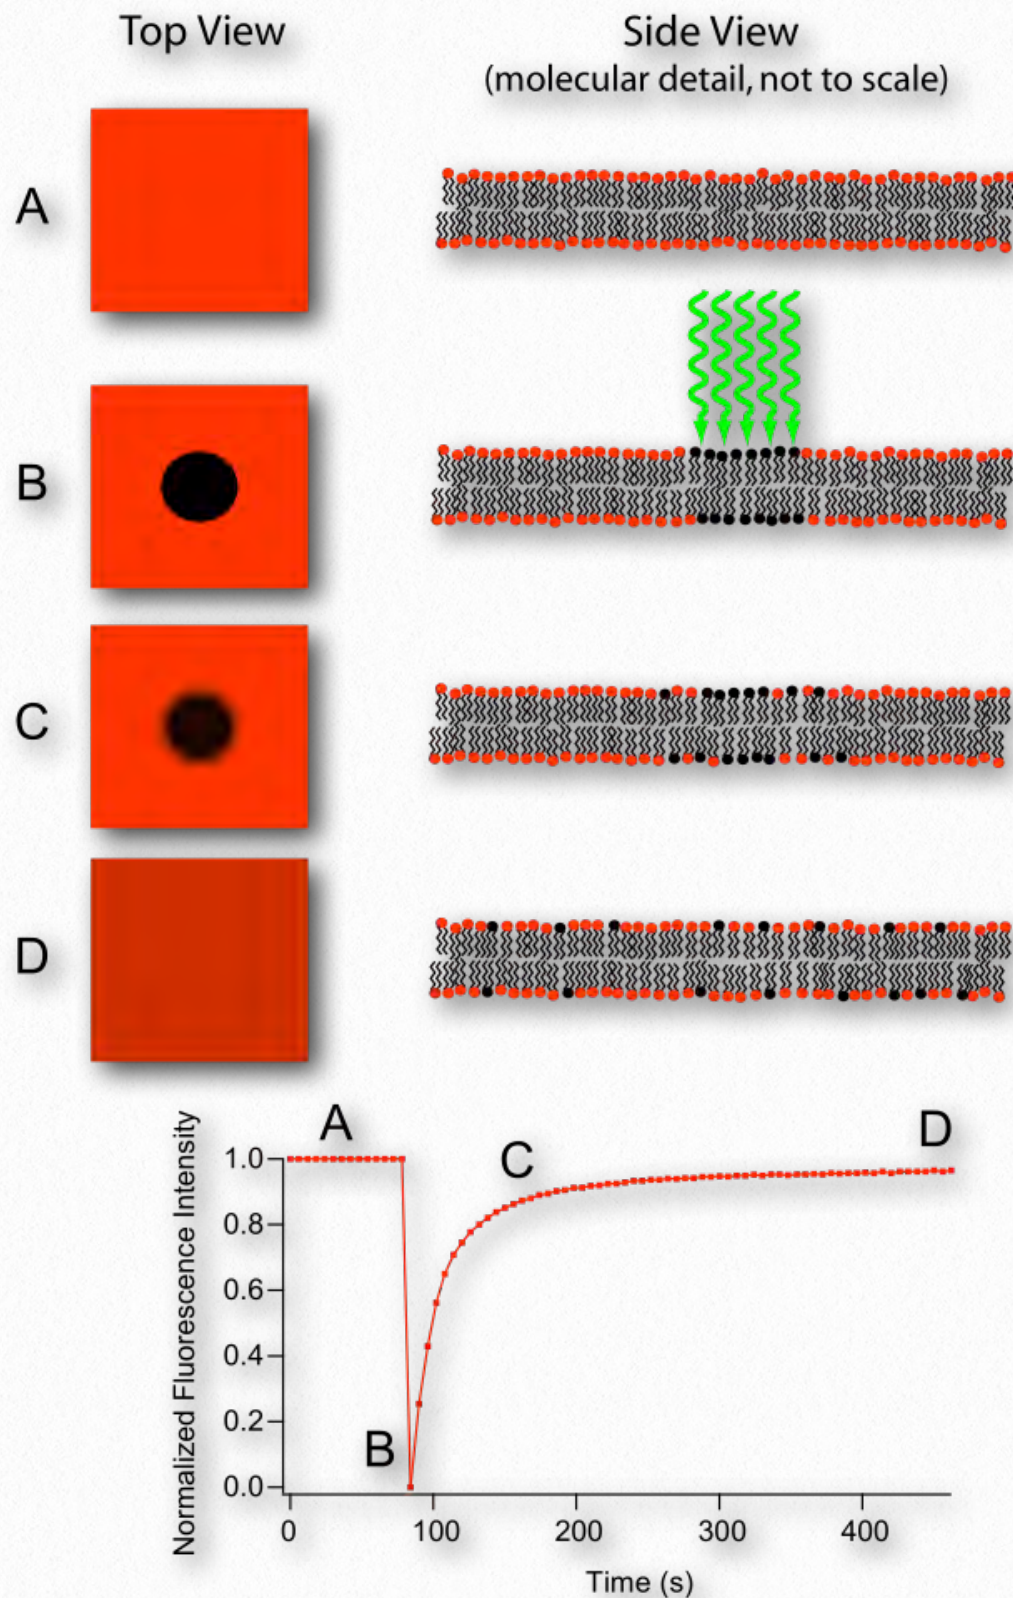 Top View
Side View
(molecular detail, not to scale)
A
B
C
D
Normalized Fluorescence Intensity
1.0
0.8
0.6
0.4
0.2
0.0
A
B
C
D
0 100 200 300 400
Time (s)